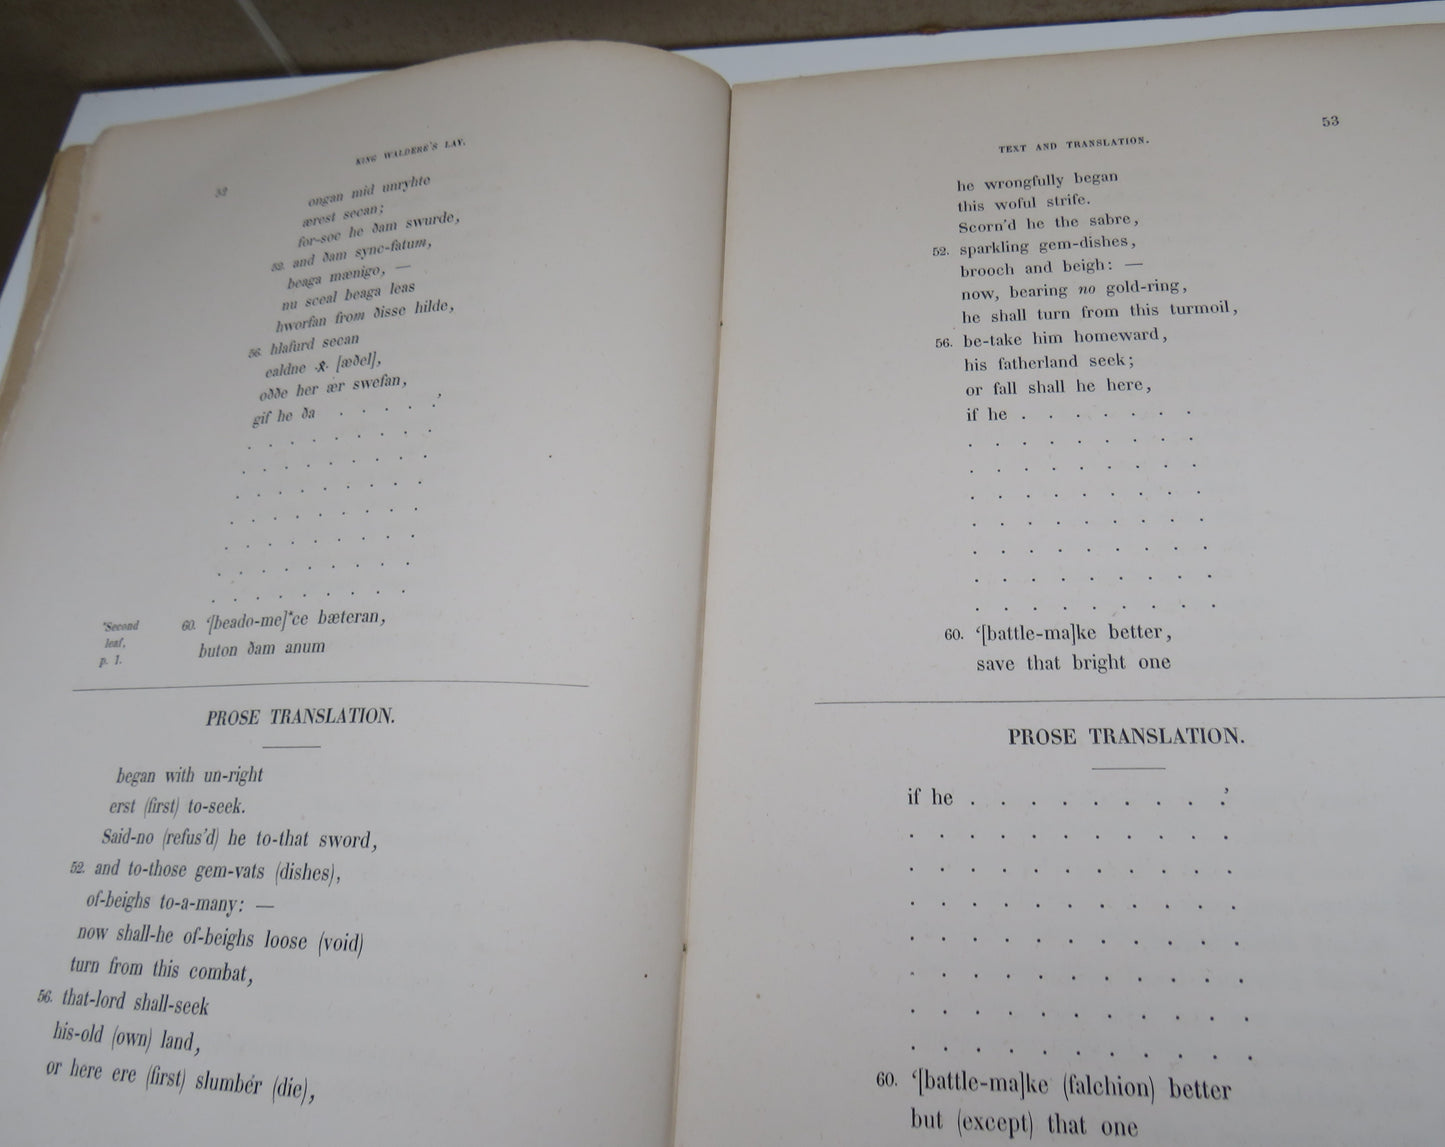 52
KING WALDERE'S LAY.
ongan mid unryhte
ærest secan;
for-soc he ðam swurde,
52. and ðam sync-fatum,
beaga mænigo, —
nu sceal beaga leas
hworfan from ðisse hilde,
56. hlafurd secan
ealdne ·ᛟ· [æðel],
oððe her ær swefan,
gif he ða . . . . . .’
. . . . . . . . .
. . . . . . . . .
. . . . . . . . .
. . . . . . . . .
. . . . . . . . .
. . . . . . . . .
. . . . . . . . .
*Second
leaf,
p. 1.
60. ‘[beado-me]*ce bæteran,
buton ðam anum
PROSE TRANSLATION.
began with un-right
erst (first) to-seek.
Said-no (refus'd) he to-that sword,
52. and to-those gem-vats (dishes),
of-beighs to-a-many: —
now shall-he of-beighs loose (void)
turn from this combat,
56. that-lord shall-seek
his-old (own) land,
or here ere (first) slumbér (die),
TEXT AND TRANSLATION.
53
he wrongfully began
this woful strife.
Scorn'd he the sabre,
52. sparkling gem-dishes,
brooch and beigh: —
now, bearing no gold-ring,
he shall turn from this turmoil,
56. be-take him homeward,
his fatherland seek;
or fall shall he here,
if he . . . . . . .
. . . . . . . . .
. . . . . . . . .
. . . . . . . . .
. . . . . . . . .
. . . . . . . . .
. . . . . . . . .
. . . . . . . . .
60. ‘[battle-ma]ke better,
save that bright one
PROSE TRANSLATION.
if he . . . . . . . . .’
. . . . . . . . . . .
. . . . . . . . . . .
. . . . . . . . . . .
. . . . . . . . . . .
. . . . . . . . . . .
. . . . . . . . . . .
. . . . . . . . . . .
60. ‘[battle-ma]ke (falchion) better
but (except) that one